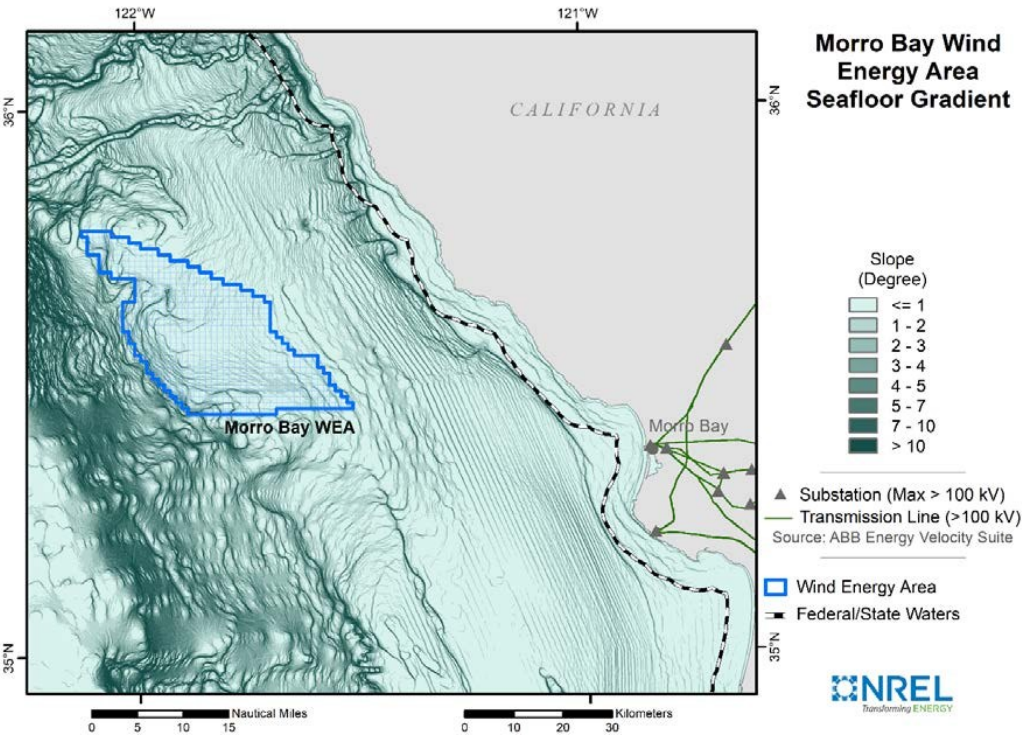 122°W
121°W
Morro Bay Wind
Energy Area
Seafloor Gradient
36°N
36°N
CALIFORNIA
Slope
(Degree)
<= 1
1 - 2
2 - 3
3 - 4
4 - 5
5 - 7
7 - 10
> 10
Morro Bay WEA
Morro Bay
Substation (Max > 100 kV)
Transmission Line (>100 kV)
Source: ABB Energy Velocity Suite
Wind Energy Area
Federal/State Waters
35°N
35°N
NREL
Transforming ENERGY
Nautical Miles
0 5 10 15
Kilometers
0 10 20 30